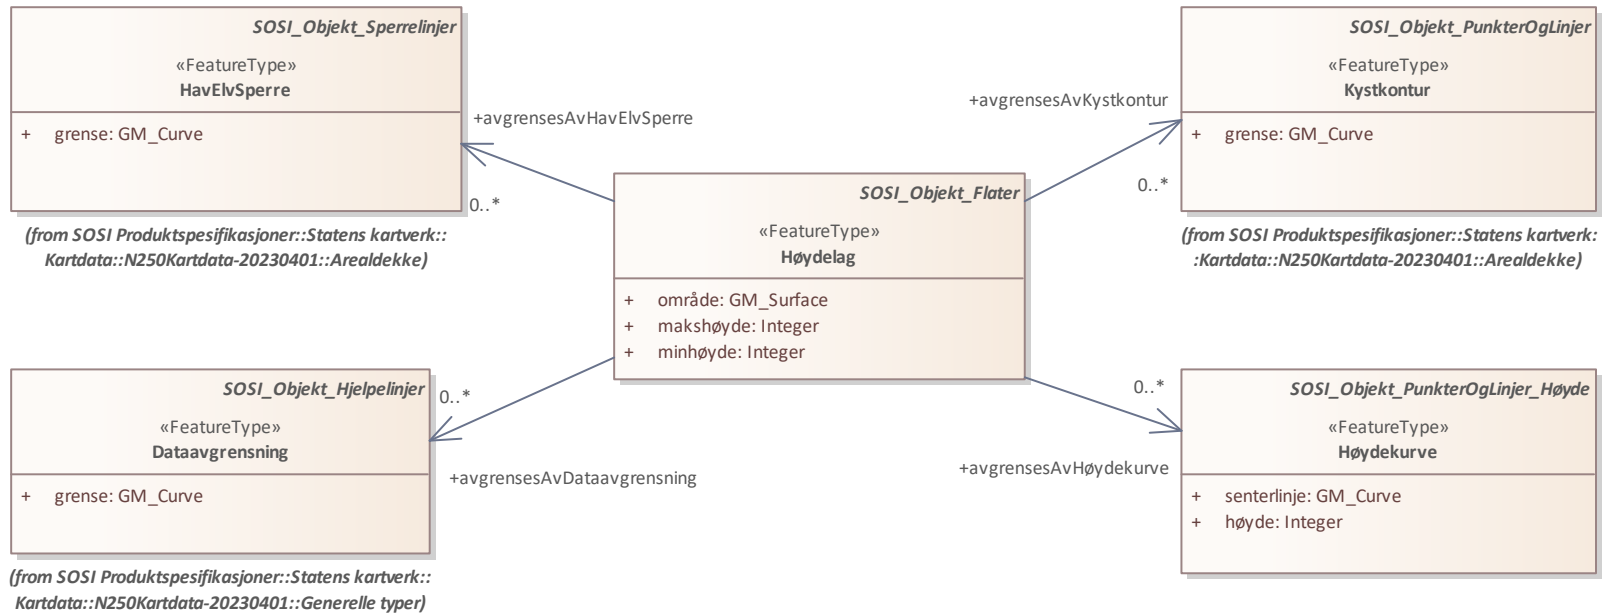 SOSI_Objekt_Sperrelinjer
«FeatureType»
HavElvSperre
+ grense: GM_Curve
(from SOSI Produktspesifikasjoner::Statens kartverk::
Kartdata::N250Kartdata-20230401::Arealdekke)
+avgrensesAvHavElvSperre
0..*
SOSI_Objekt_PunkterOgLinjer
«FeatureType»
Kystkontur
+ grense: GM_Curve
(from SOSI Produktspesifikasjoner::Statens kartverk:
:Kartdata::N250Kartdata-20230401::Arealdekke)
+avgrensesAvKystkontur
0..*
SOSI_Objekt_Flater
«FeatureType»
Høydelag
+ område: GM_Surface
+ makshøyde: Integer
+ minhøyde: Integer
SOSI_Objekt_Hjelpelinjer
«FeatureType»
Dataavgrensning
+ grense: GM_Curve
(from SOSI Produktspesifikasjoner::Statens kartverk::
Kartdata::N250Kartdata-20230401::Generelle typer)
0..*
+avgrensesAvDataavgrensning
0..*
+avgrensesAvHøydekurve
SOSI_Objekt_PunkterOgLinjer_Høyde
«FeatureType»
Høydekurve
+ senterlinje: GM_Curve
+ høyde: Integer